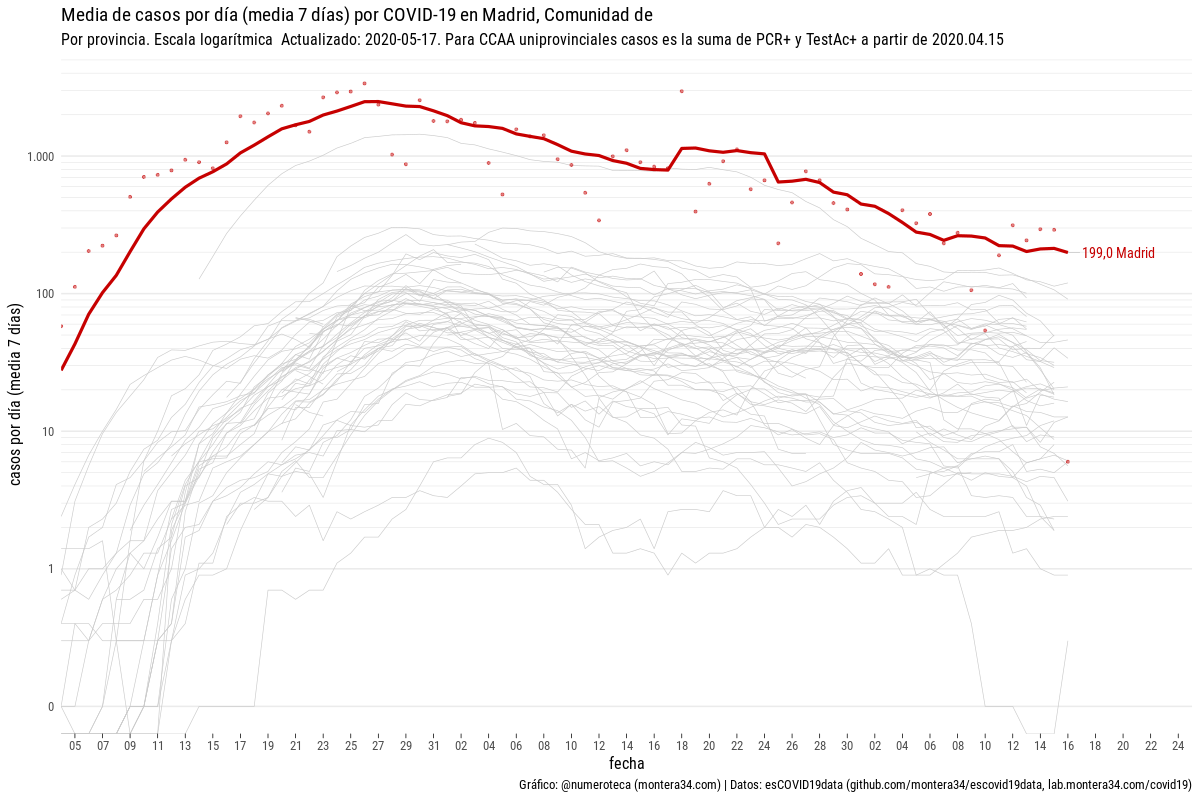 Media de casos por día (media 7 días) por COVID-19 en Madrid, Comunidad de
Por provincia. Escala logarítmica  Actualizado: 2020-05-17. Para CCAA uniprovinciales casos es la suma de PCR+ y TestAc+ a partir de 2020.04.15
casos por día (media 7 días)
1.000
100
10
1
0
199,0 Madrid
05 07 09 11 13 15 17 19 21 23 25 27 29 31 02 04 06 08 10 12 14 16 18 20 22 24 26 28 30 02 04 06 08 10 12 14 16 18 20 22 24
fecha
Gráfico: @numeroteca (montera34.com) | Datos: esCOVID19data (github.com/montera34/escovid19data, lab.montera34.com/covid19)